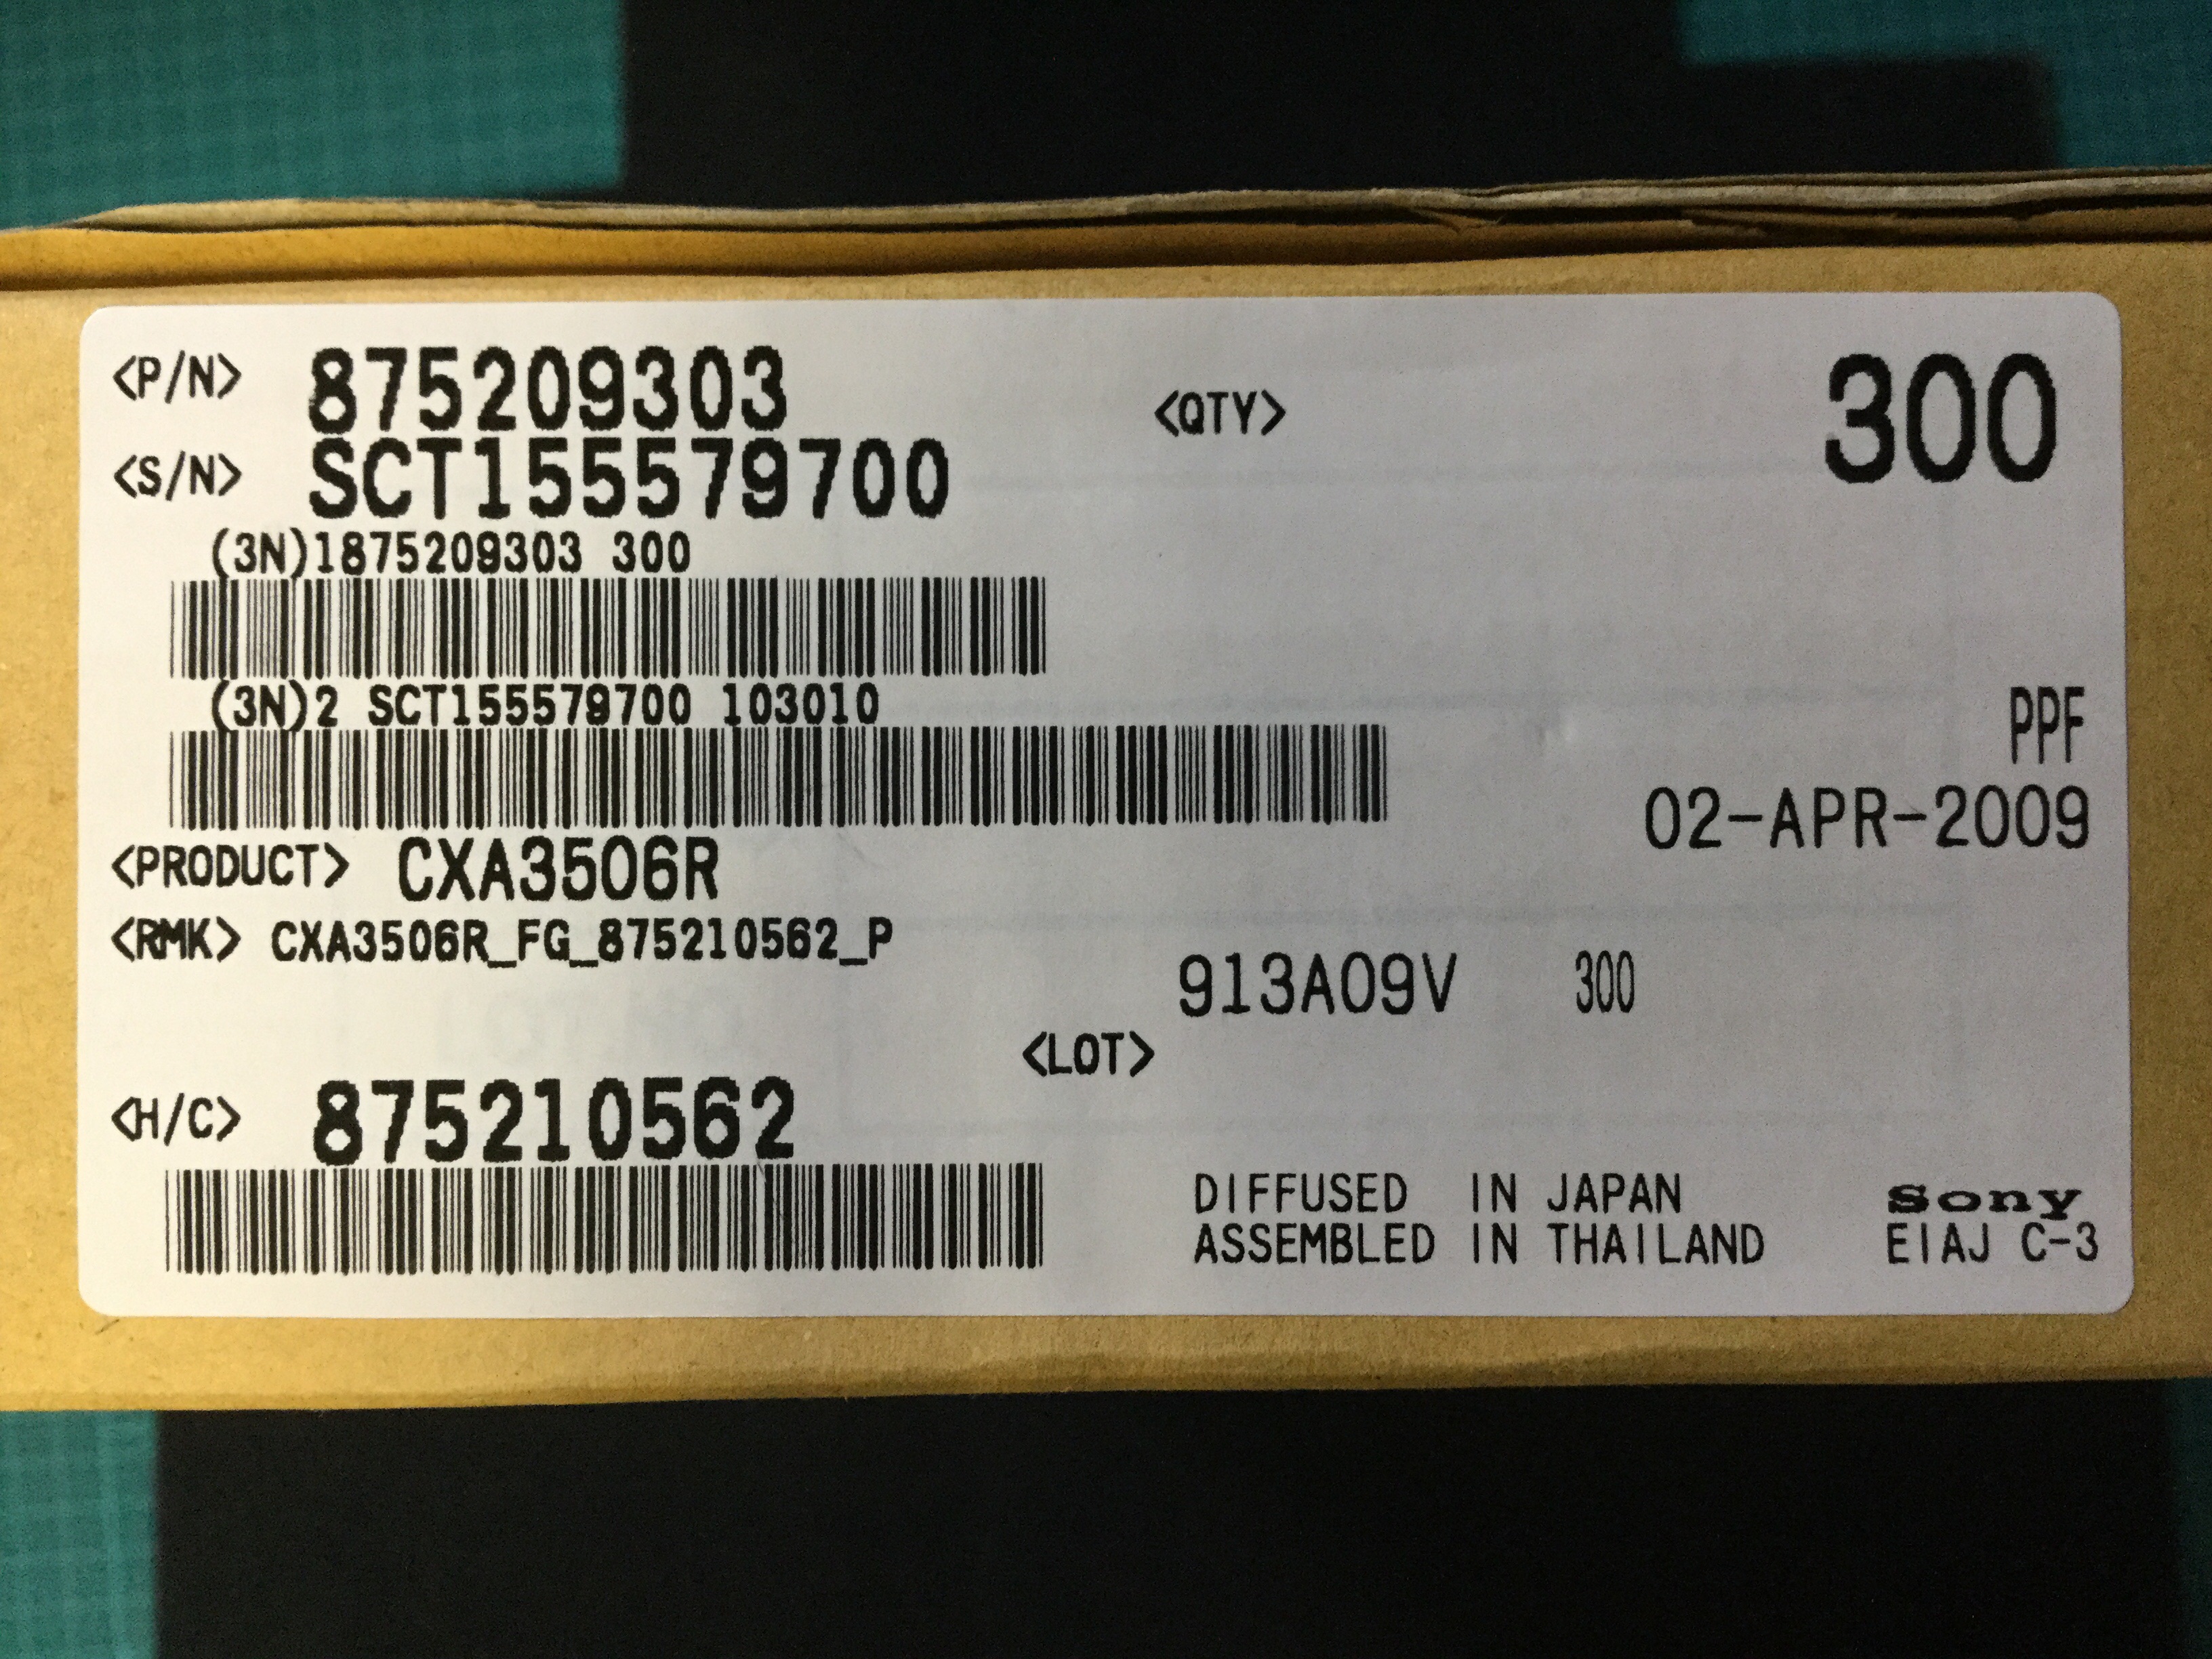 <P/N> 875209303
<QTY> 300
<S/N> SCT155579700
(3N)1875209303 300
(3N)2 SCT155579700 103010
PPF
02-APR-2009
<PRODUCT> CXA3506R
<RMK> CXA3506R_FG_875210562_P
913A09V 300
<LOT>
<H/C> 875210562
DIFFUSED IN JAPAN
ASSEMBLED IN THAILAND
Sony
EIAJ C-3